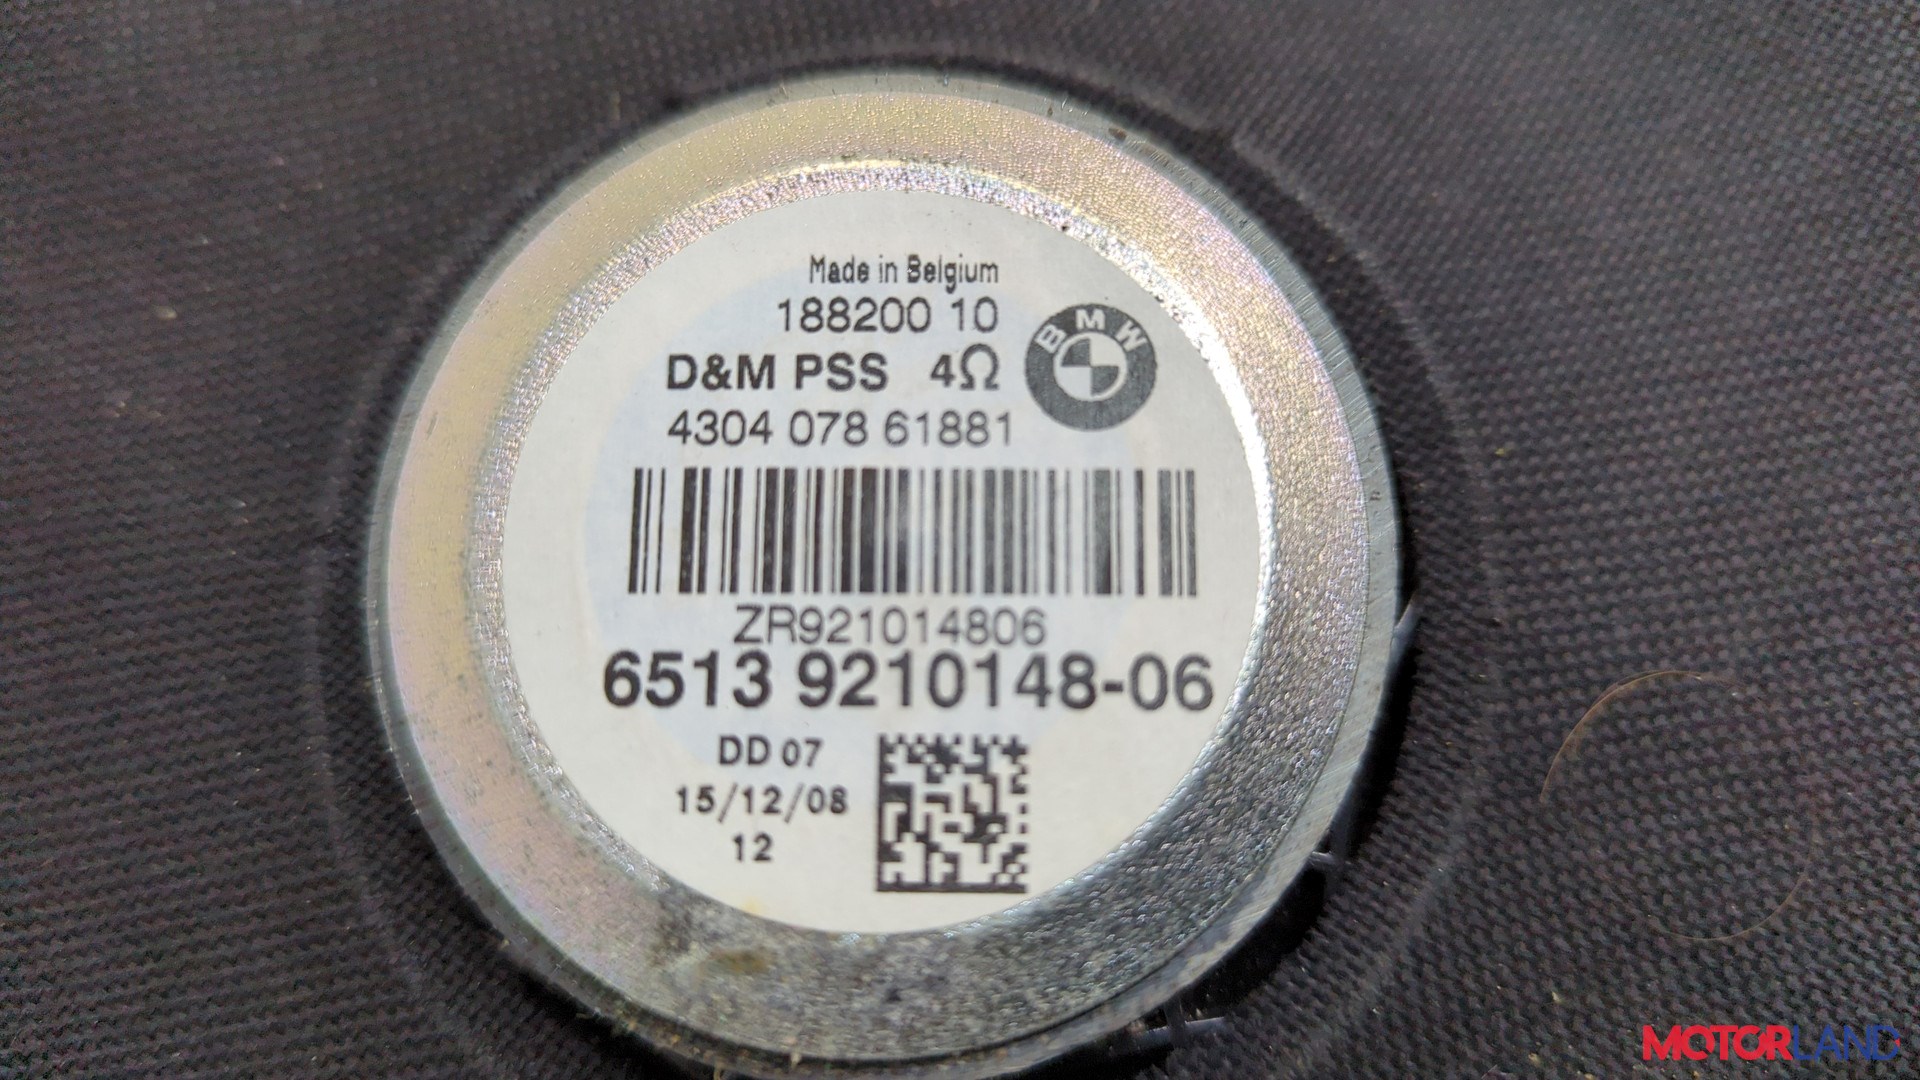 Made in Belgium
188200 10
D&M PSS 4Ω
BMW
4304 078 61881
ZR921014806
6513 9210148-06
DD 07
15/12/08
12
MOTORLAND